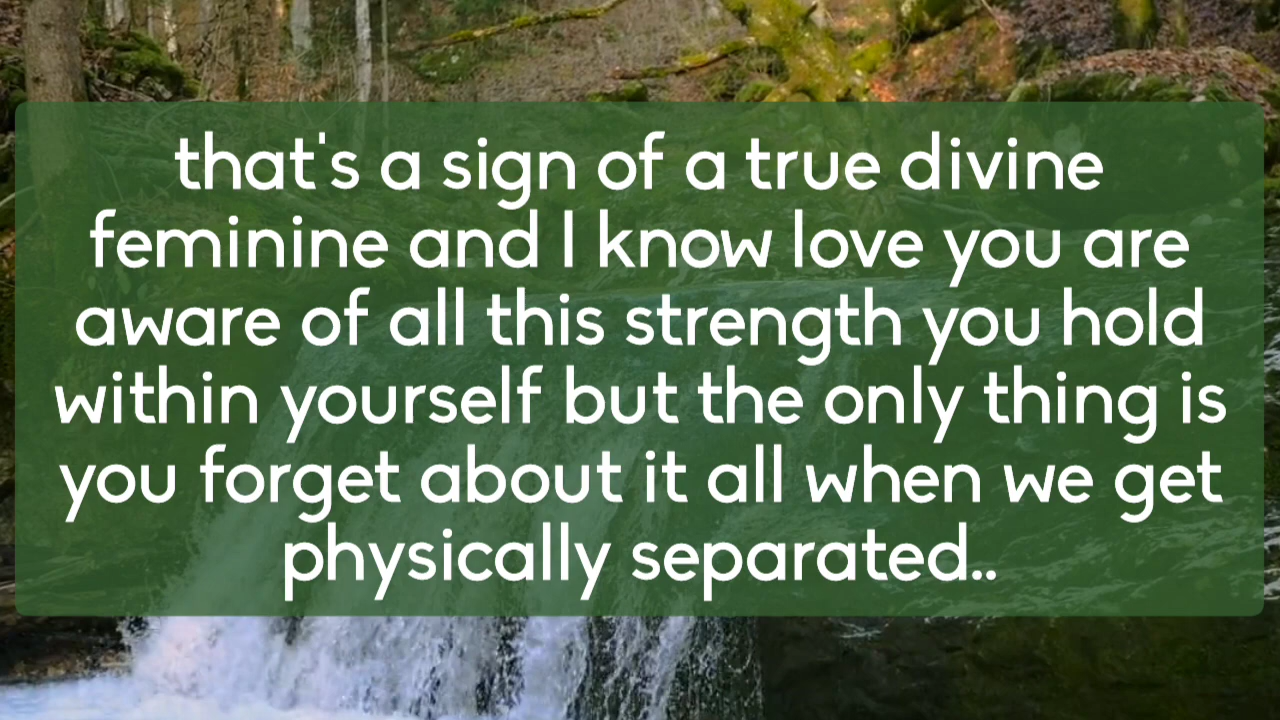 that's a sign of a true divine
feminine and I know love you are
aware of all this strength you hold
within yourself but the only thing is
you forget about it all when we get
physically separated..